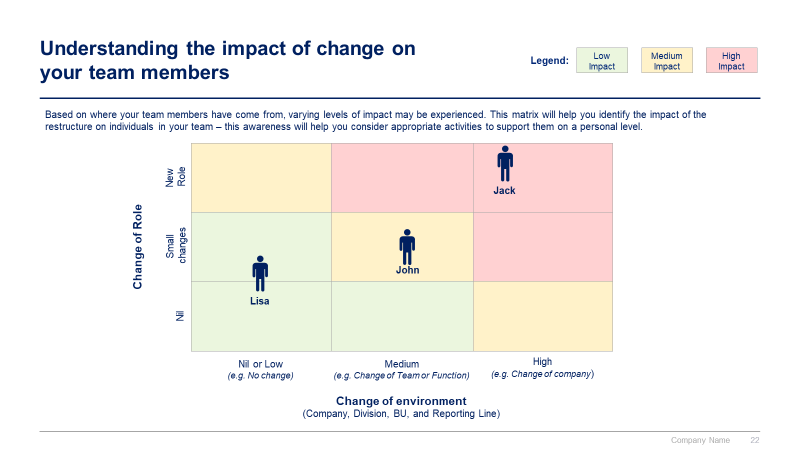 Understanding the impact of change on
your team members
Legend:
Low
Impact
Medium
Impact
High
Impact
Based on where your team members have come from, varying levels of impact may be experienced. This matrix will help you identify the impact of the
restructure on individuals in your team – this awareness will help you consider appropriate activities to support them on a personal level.
Change of Role
New
Role
Small
changes
Nil
Jack
John
Lisa
Nil or Low
(e.g. No change)
Medium
(e.g. Change of Team or Function)
High
(e.g. Change of company)
Change of environment
(Company, Division, BU, and Reporting Line)
Company Name
22